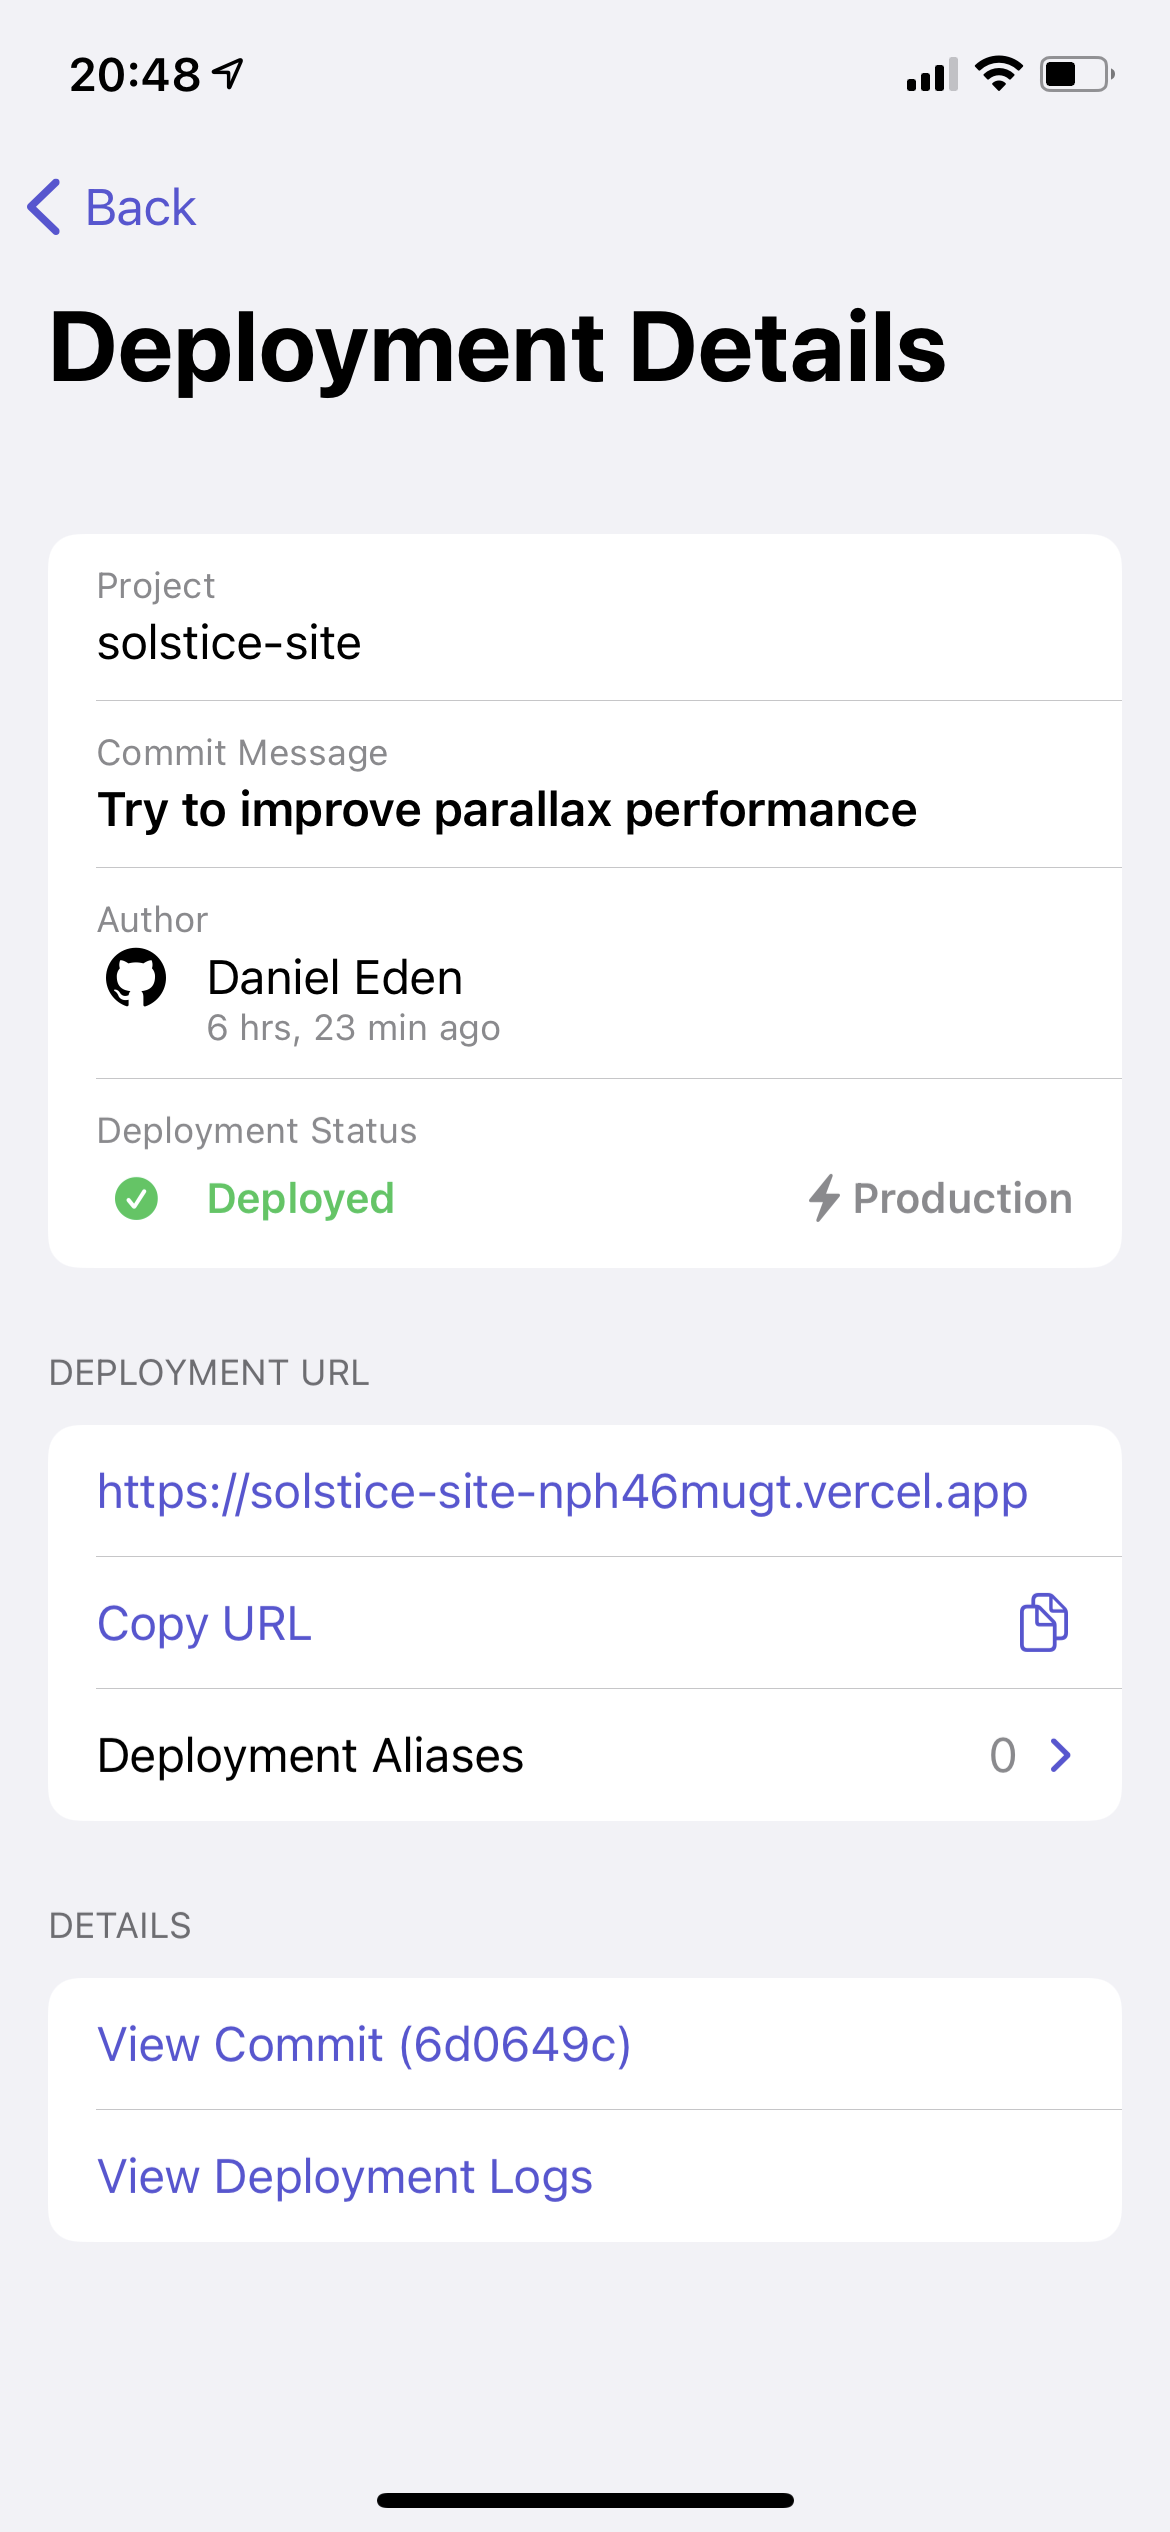 20:48
Back
Deployment Details
Project
solstice-site
Commit Message
Try to improve parallax performance
Author
Daniel Eden
6 hrs, 23 min ago
Deployment Status
Deployed
Production
DEPLOYMENT URL
https://solstice-site-nph46mugt.vercel.app
Copy URL
Deployment Aliases 0
DETAILS
View Commit (6d0649c)
View Deployment Logs